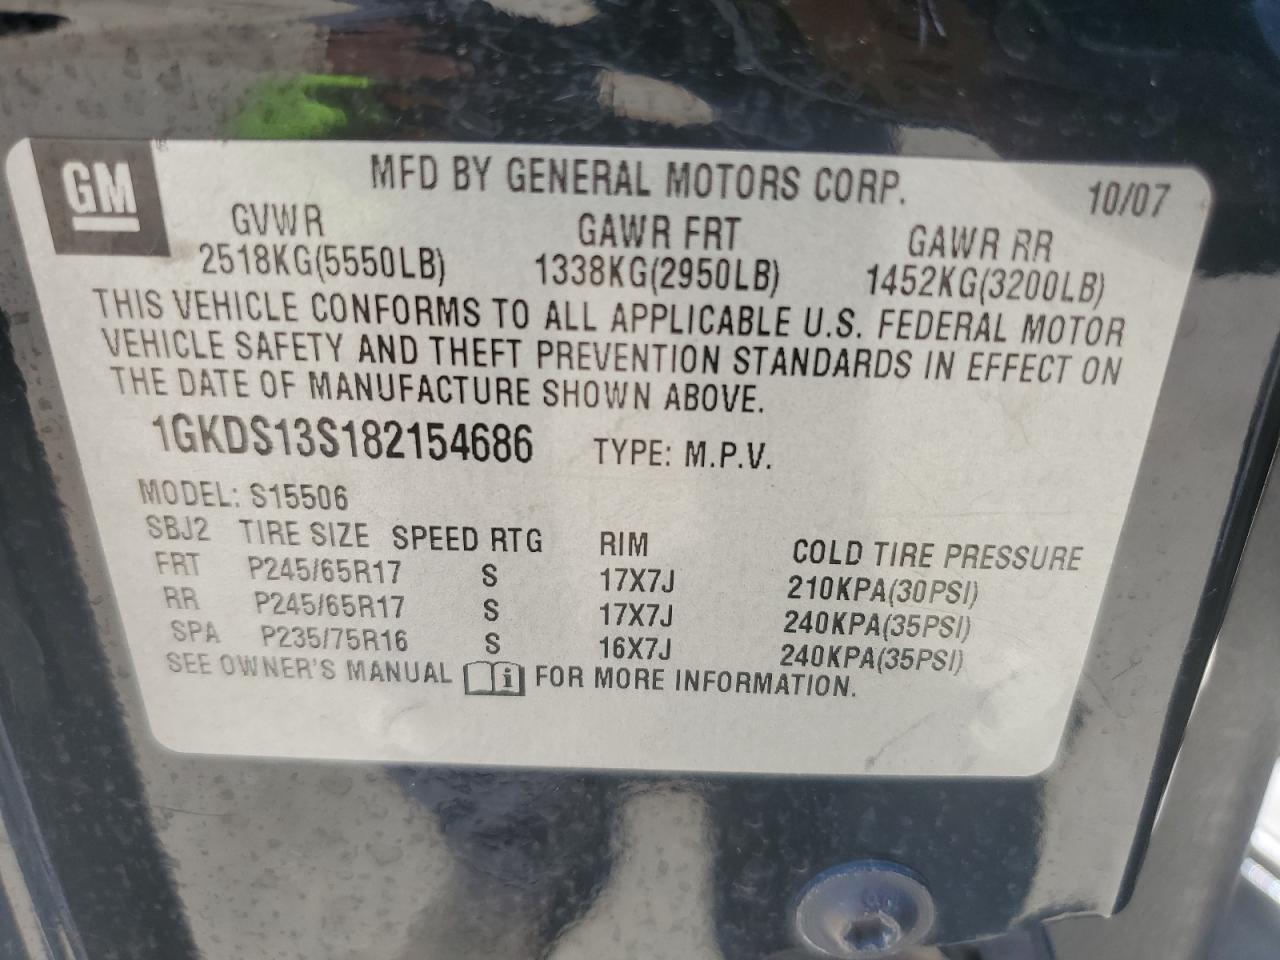 GM
MFD BY GENERAL MOTORS CORP.
10/07
GVWR GAWR FRT GAWR RR
2518KG(5550LB) 1338KG(2950LB) 1452KG(3200LB)
THIS VEHICLE CONFORMS TO ALL APPLICABLE U.S. FEDERAL MOTOR
VEHICLE SAFETY AND THEFT PREVENTION STANDARDS IN EFFECT ON
THE DATE OF MANUFACTURE SHOWN ABOVE.
1GKDS13S182154686 TYPE: M.P.V.
MODEL: S15506
SBJ2 TIRE SIZE SPEED RTG RIM COLD TIRE PRESSURE
FRT P245/65R17 S 17X7J 210KPA(30PSI)
RR P245/65R17 S 17X7J 240KPA(35PSI)
SPA P235/75R16 S 16X7J 240KPA(35PSI)
SEE OWNER'S MANUAL i FOR MORE INFORMATION.